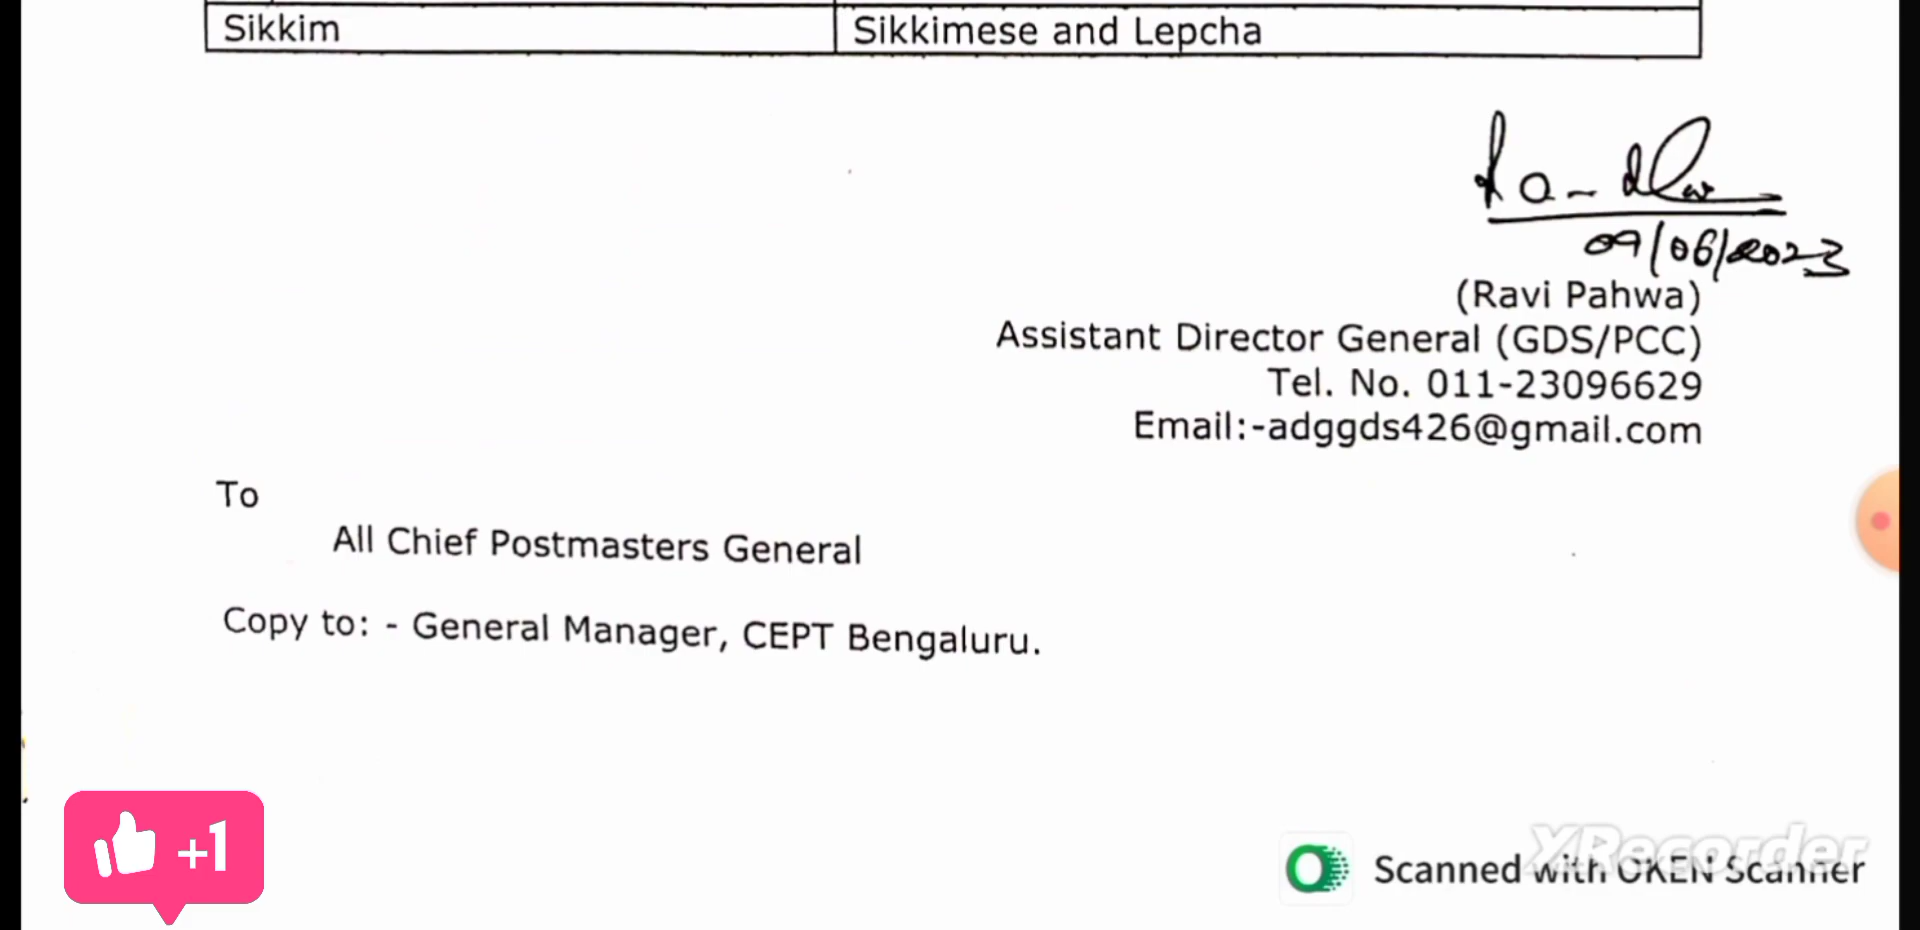 Sikkim Sikkimese and Lepcha
09/06/2023
(Ravi Pahwa)
Assistant Director General (GDS/PCC)
Tel. No. 011-23096629
Email:-adggds426@gmail.com
To
All Chief Postmasters General
Copy to: - General Manager, CEPT Bengaluru.
+1
XRecorder
Scanned with OKEN Scanner